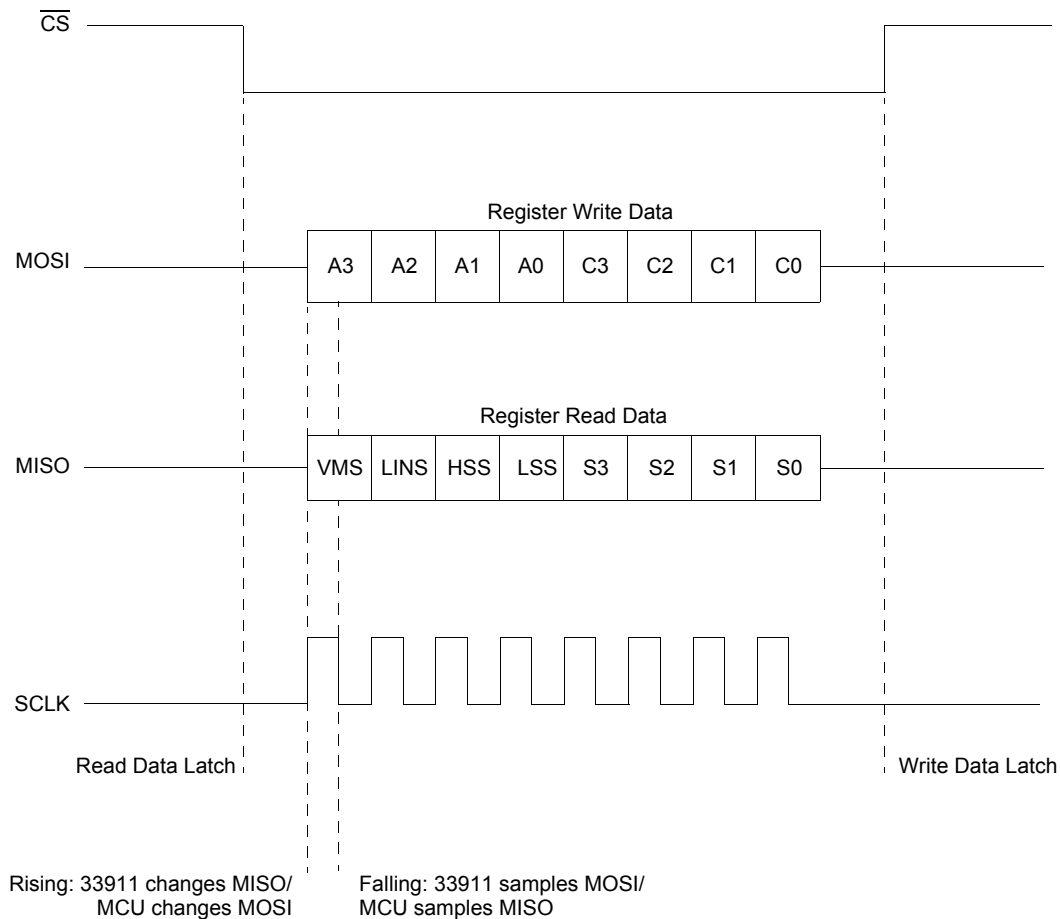 CS
Register Write Data
MOSI
A3 A2 A1 A0 C3 C2 C1 C0
Register Read Data
MISO
VMS LINS HSS LSS S3 S2 S1 S0
SCLK
Read Data Latch
Write Data Latch
Rising: 33911 changes MISO/
MCU changes MOSI
Falling: 33911 samples MOSI/
MCU samples MISO